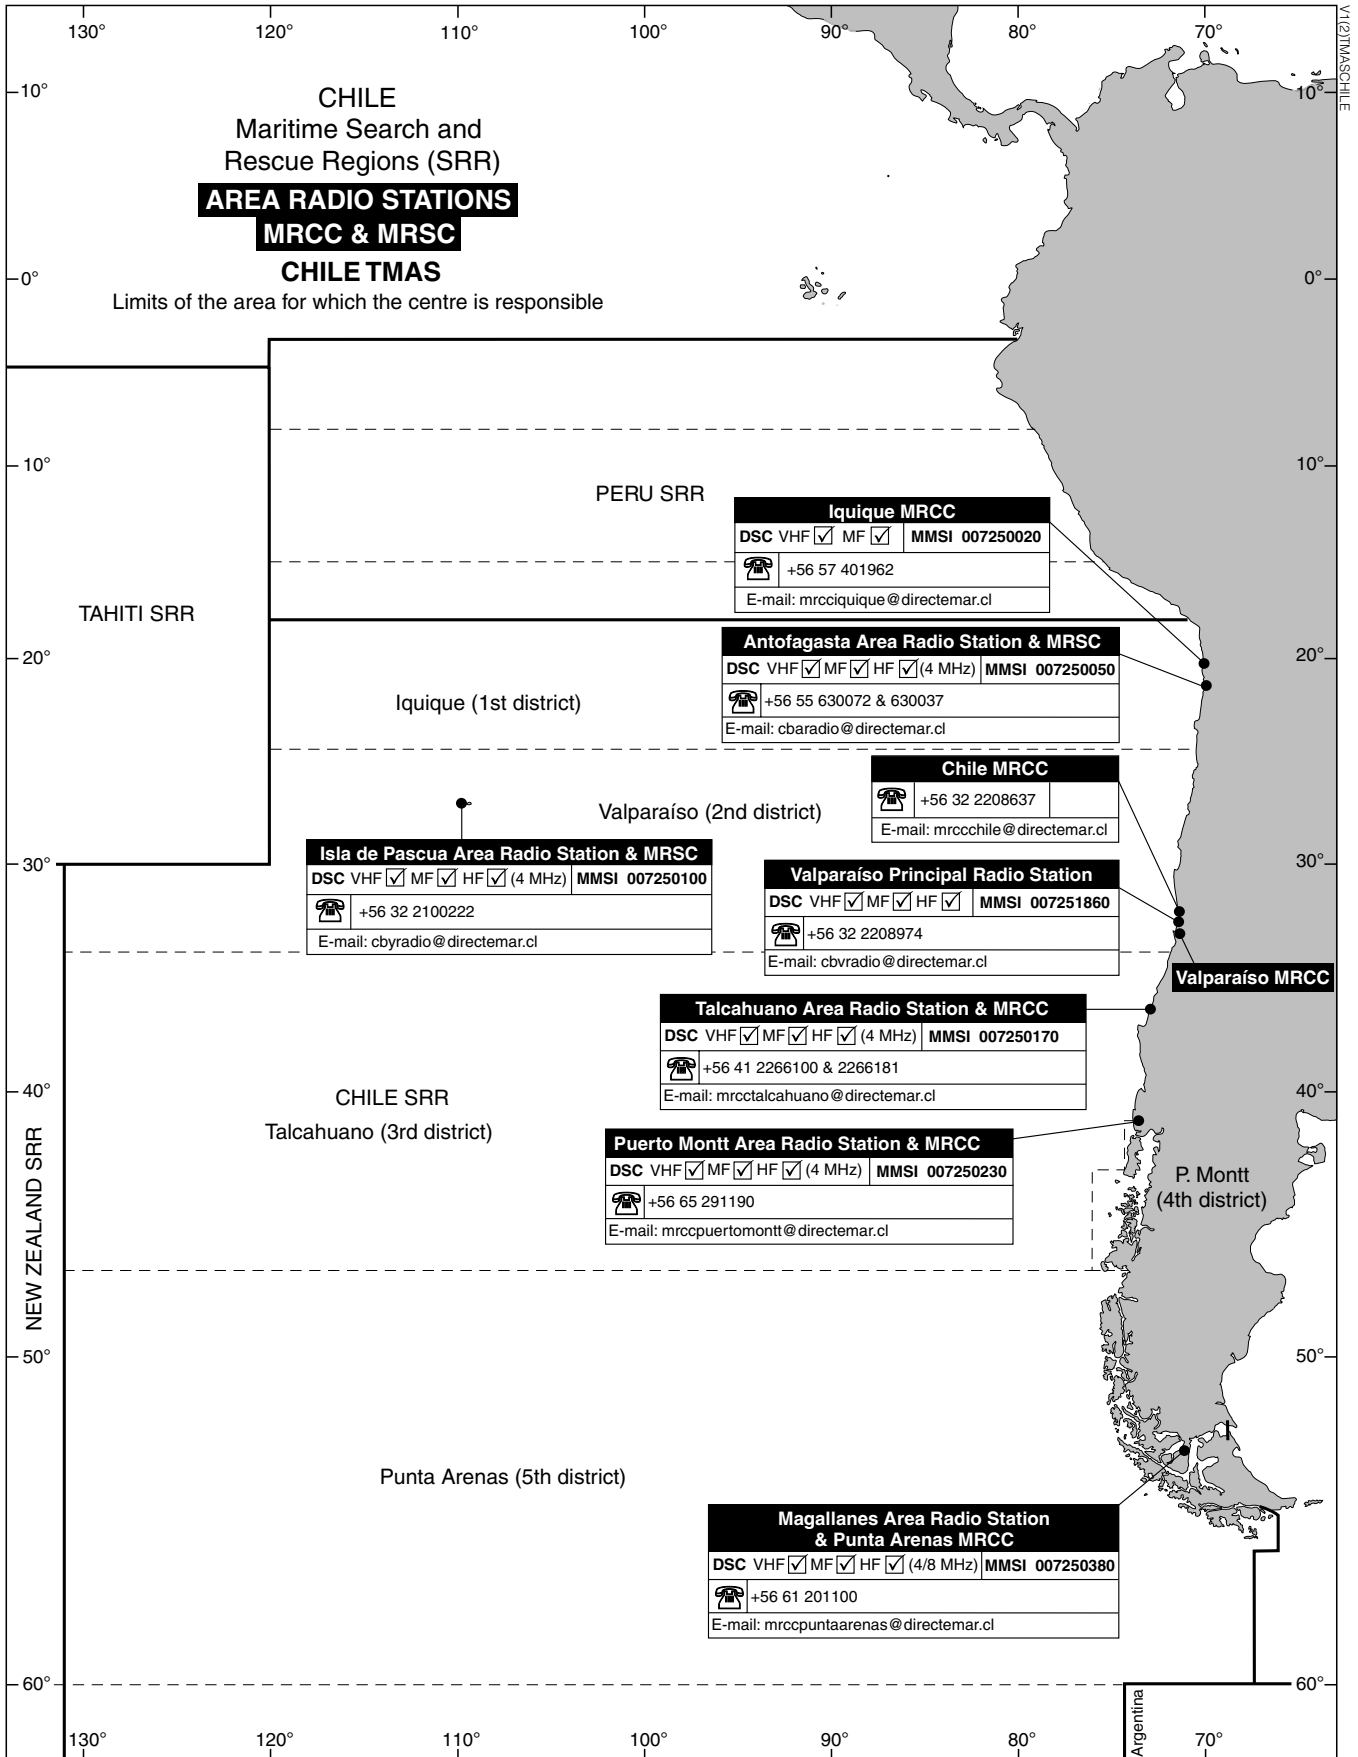 130° 120° 110° 100° 90° 80° 70°
V1(2)TMASCHILE
10° 10°
CHILE
Maritime Search and
Rescue Regions (SRR)
AREA RADIO STATIONS
MRCC & MRSC
CHILE TMAS
Limits of the area for which the centre is responsible
0° 0°
10° 10°
PERU SRR
Iquique MRCC
DSC VHF MF MMSI 007250020
+56 57 401962
E-mail: mrcciquique@directemar.cl
TAHITI SRR
Antofagasta Area Radio Station & MRSC
DSC VHF MF HF (4 MHz) MMSI 007250050
+56 55 630072 & 630037
E-mail: cbaradio@directemar.cl
20° 20°
Iquique (1st district)
Chile MRCC
+56 32 2208637
E-mail: mrccchile@directemar.cl
Valparaíso (2nd district)
Isla de Pascua Area Radio Station & MRSC
DSC VHF MF HF (4 MHz) MMSI 007250100
+56 32 2100222
E-mail: cbyradio@directemar.cl
30° 30°
Valparaíso Principal Radio Station
DSC VHF MF HF MMSI 007251860
+56 32 2208974
E-mail: cbvradio@directemar.cl
Valparaíso MRCC
Talcahuano Area Radio Station & MRCC
DSC VHF MF HF (4 MHz) MMSI 007250170
+56 41 2266100 & 2266181
E-mail: mrcctalcahuano@directemar.cl
40° 40°
CHILE SRR
Talcahuano (3rd district)
Puerto Montt Area Radio Station & MRCC
DSC VHF MF HF (4 MHz) MMSI 007250230
+56 65 291190
E-mail: mrccpuertomontt@directemar.cl
P. Montt
(4th district)
NEW ZEALAND SRR
50° 50°
Punta Arenas (5th district)
Magallanes Area Radio Station
& Punta Arenas MRCC
DSC VHF MF HF (4/8 MHz) MMSI 007250380
+56 61 201100
E-mail: mrccpuntaarenas@directemar.cl
60° 60°
Argentina
130° 120° 110° 100° 90° 80° 70°